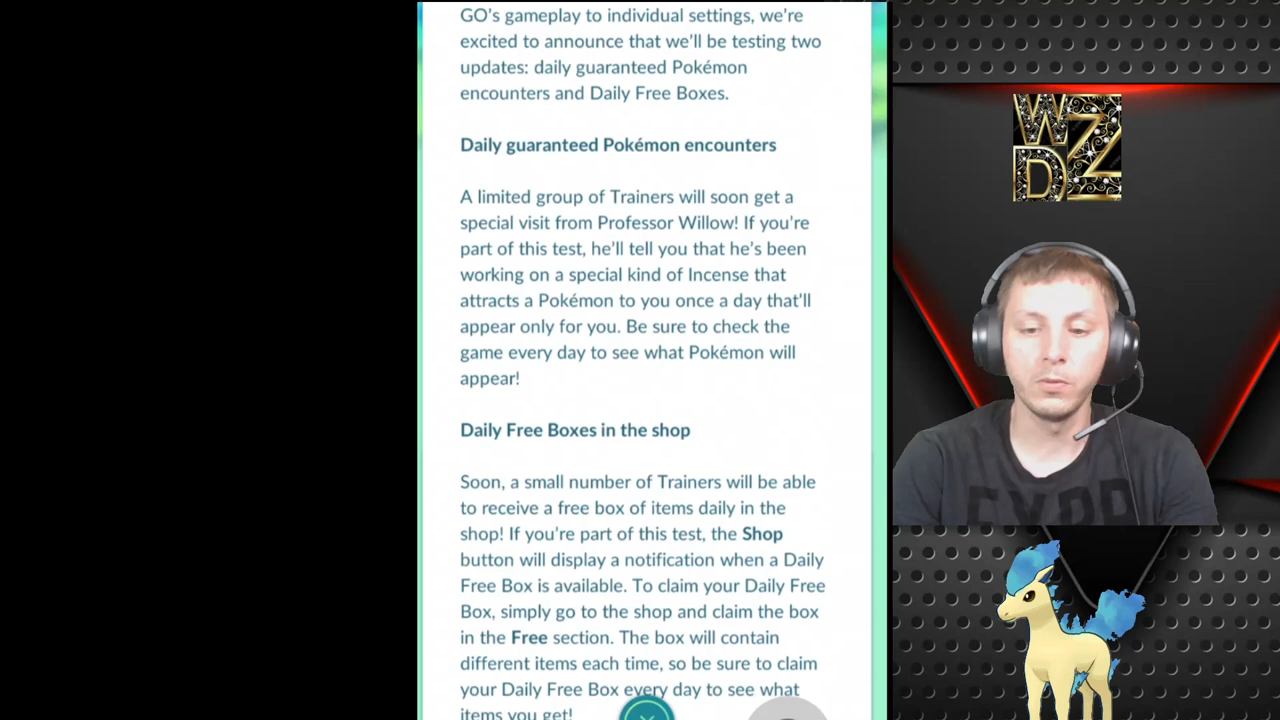 GO's gameplay to individual settings, we're
excited to announce that we'll be testing two
updates: daily guaranteed Pokémon
encounters and Daily Free Boxes.
Daily guaranteed Pokémon encounters
A limited group of Trainers will soon get a
special visit from Professor Willow! If you're
part of this test, he'll tell you that he's been
working on a special kind of Incense that
attracts a Pokémon to you once a day that'll
appear only for you. Be sure to check the
game every day to see what Pokémon will
appear!
Daily Free Boxes in the shop
Soon, a small number of Trainers will be able
to receive a free box of items daily in the
shop! If you're part of this test, the Shop
button will display a notification when a Daily
Free Box is available. To claim your Daily Free
Box, simply go to the shop and claim the box
in the Free section. The box will contain
different items each time, so be sure to claim
your Daily Free Box every day to see what
items you get!
W
D
Z